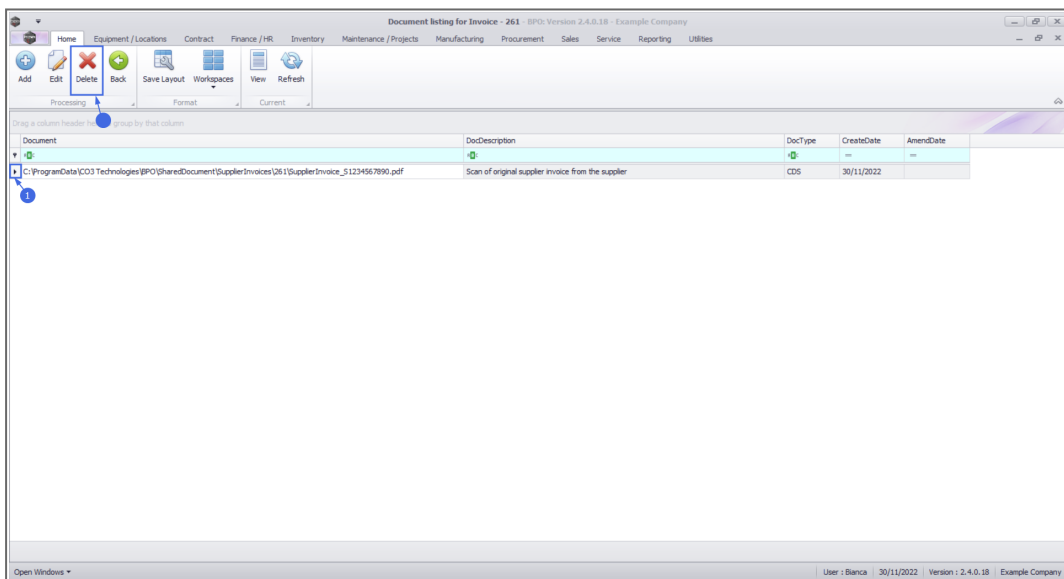 Document listing for Invoice - 261 - BPO: Version 2.4.0.18 - Example Company
Home Equipment / Locations Contract Finance / HR Inventory Maintenance / Projects Manufacturing Procurement Sales Service Reporting Utilities
Add Edit Delete Back Save Layout Workspaces View Refresh
Processing Format Current
Drag a column header he group by that column
Document DocDescription DocType CreateDate AmendDate
C:\ProgramData\CO3 Technologies\BPO\SharedDocument\SupplierInvoices\261\SupplierInvoice_S1234567890.pdf Scan of original supplier invoice from the supplier CDS 30/11/2022
1
Open Windows User : Bianca 30/11/2022 Version : 2.4.0.18 Example Company